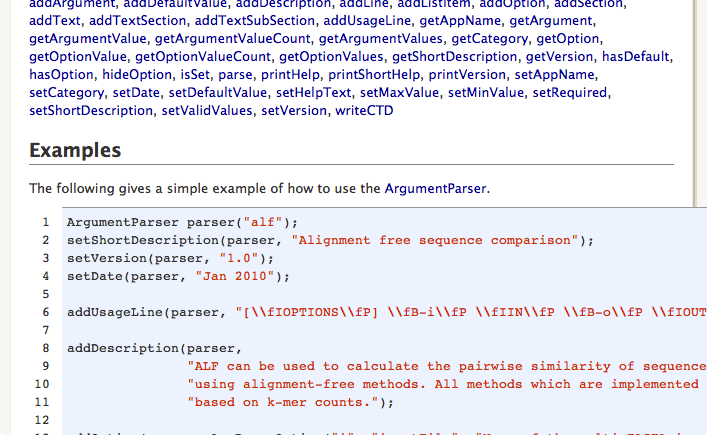 addArgument, addDefaultValue, addDescription, addLine, addListItem, addOption, addSection,
addText, addTextSection, addTextSubSection, addUsageLine, getAppName, getArgument,
getArgumentValue, getArgumentValueCount, getArgumentValues, getCategory, getOption,
getOptionValue, getOptionValueCount, getOptionValues, getShortDescription, getVersion, hasDefault,
hasOption, hideOption, isSet, parse, printHelp, printShortHelp, printVersion, setAppName,
setCategory, setDate, setDefaultValue, setHelpText, setMaxValue, setMinValue, setRequired,
setShortDescription, setValidValues, setVersion, writeCTD
Examples
The following gives a simple example of how to use the ArgumentParser.
1 ArgumentParser parser("alf");
2 setShortDescription(parser, "Alignment free sequence comparison");
3 setVersion(parser, "1.0");
4 setDate(parser, "Jan 2010");
5
6 addUsageLine(parser, "[\\fIOPTIONS\\fP] \\fB-i\\fP \\fIIN\\fP \\fB-o\\fP \\fIOUT
7
8 addDescription(parser,
9 "ALF can be used to calculate the pairwise similarity of sequence
10 "using alignment-free methods. All methods which are implemented
11 "based on k-mer counts.");
12